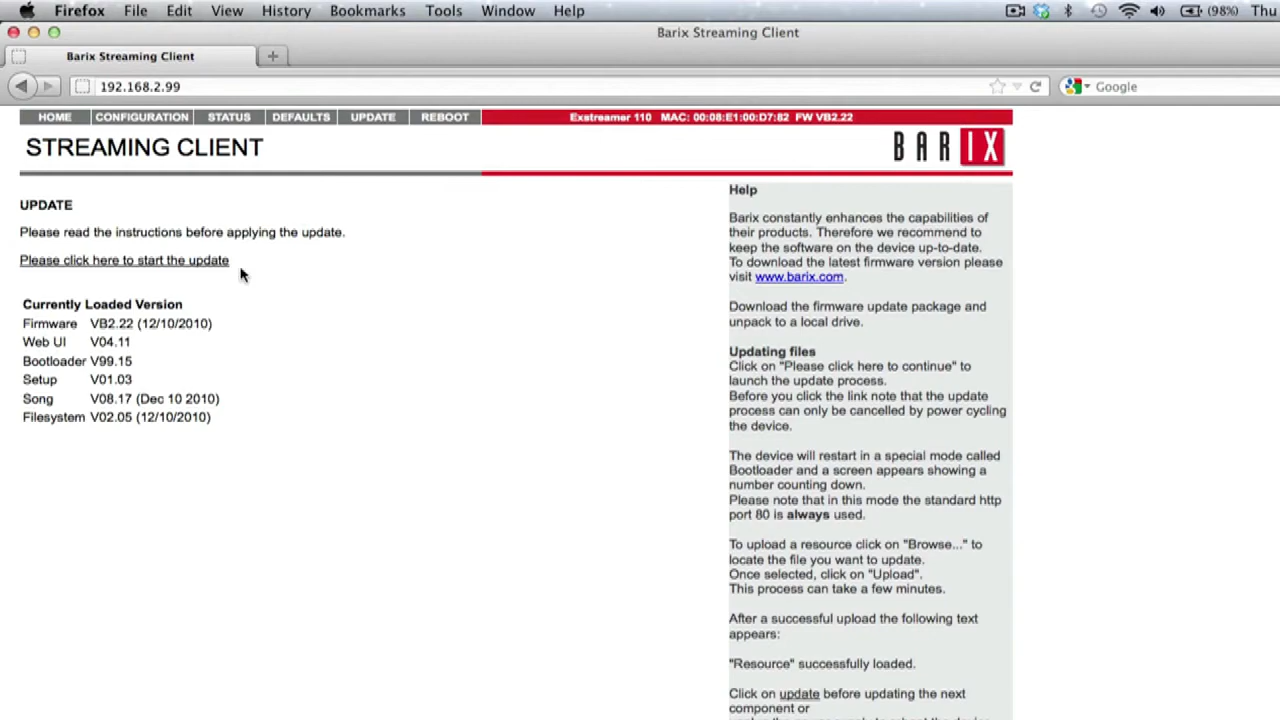 Firefox File Edit View History Bookmarks Tools Window Help (98%) Thu
Barix Streaming Client
Barix Streaming Client
192.168.2.99 Google
HOME CONFIGURATION STATUS DEFAULTS UPDATE REBOOT Exstreamer 110 MAC: 00:08:E1:00:D7:82 FW VB2.22
STREAMING CLIENT BARIX
UPDATE
Please read the instructions before applying the update.
Please click here to start the update
Currently Loaded Version
Firmware VB2.22 (12/10/2010)
Web UI V04.11
Bootloader V99.15
Setup V01.03
Song V08.17 (Dec 10 2010)
Filesystem V02.05 (12/10/2010)
Help
Barix constantly enhances the capabilities of
their products. Therefore we recommend to
keep the software on the device up-to-date.
To download the latest firmware version please
visit www.barix.com.
Download the firmware update package and
unpack to a local drive.
Updating files
Click on "Please click here to continue" to
launch the update process.
Before you click the link note that the update
process can only be cancelled by power cycling
the device.
The device will restart in a special mode called
Bootloader and a screen appears showing a
number counting down.
Please note that in this mode the standard http
port 80 is always used.
To upload a resource click on "Browse..." to
locate the file you want to update.
Once selected, click on "Upload".
This process can take a few minutes.
After a successful upload the following text
appears:
"Resource" successfully loaded.
Click on update before updating the next
component or